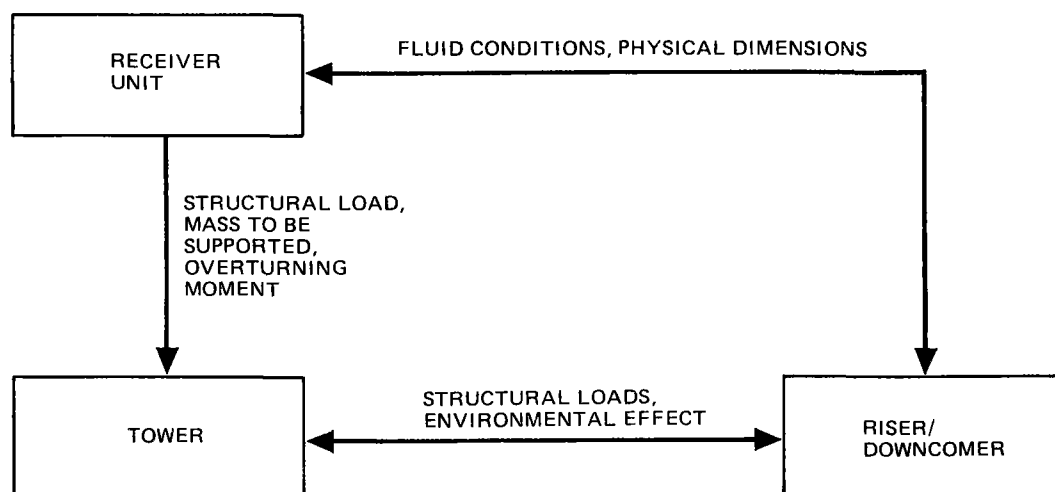 RECEIVER
UNIT
FLUID CONDITIONS, PHYSICAL DIMENSIONS
STRUCTURAL LOAD,
MASS TO BE
SUPPORTED,
OVERTURNING
MOMENT
TOWER
STRUCTURAL LOADS,
ENVIRONMENTAL EFFECT
RISER/
DOWNCOMER